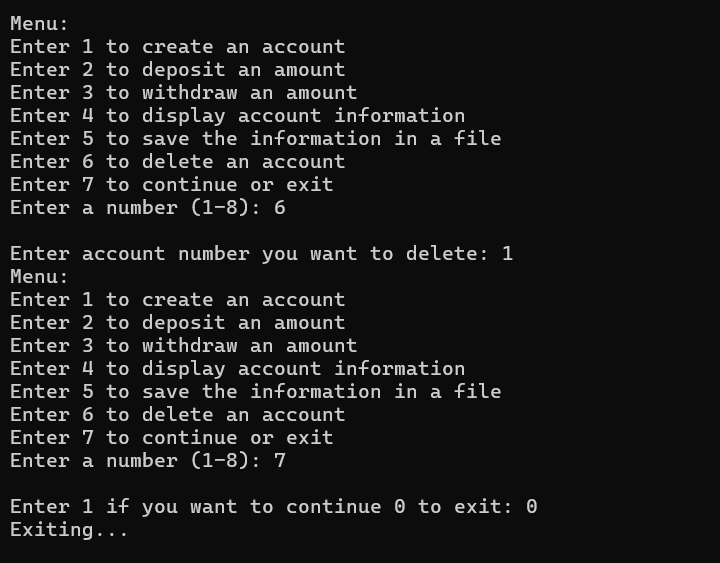 Menu:
Enter 1 to create an account
Enter 2 to deposit an amount
Enter 3 to withdraw an amount
Enter 4 to display account information
Enter 5 to save the information in a file
Enter 6 to delete an account
Enter 7 to continue or exit
Enter a number (1-8): 6
Enter account number you want to delete: 1
Menu:
Enter 1 to create an account
Enter 2 to deposit an amount
Enter 3 to withdraw an amount
Enter 4 to display account information
Enter 5 to save the information in a file
Enter 6 to delete an account
Enter 7 to continue or exit
Enter a number (1-8): 7
Enter 1 if you want to continue 0 to exit: 0
Exiting...